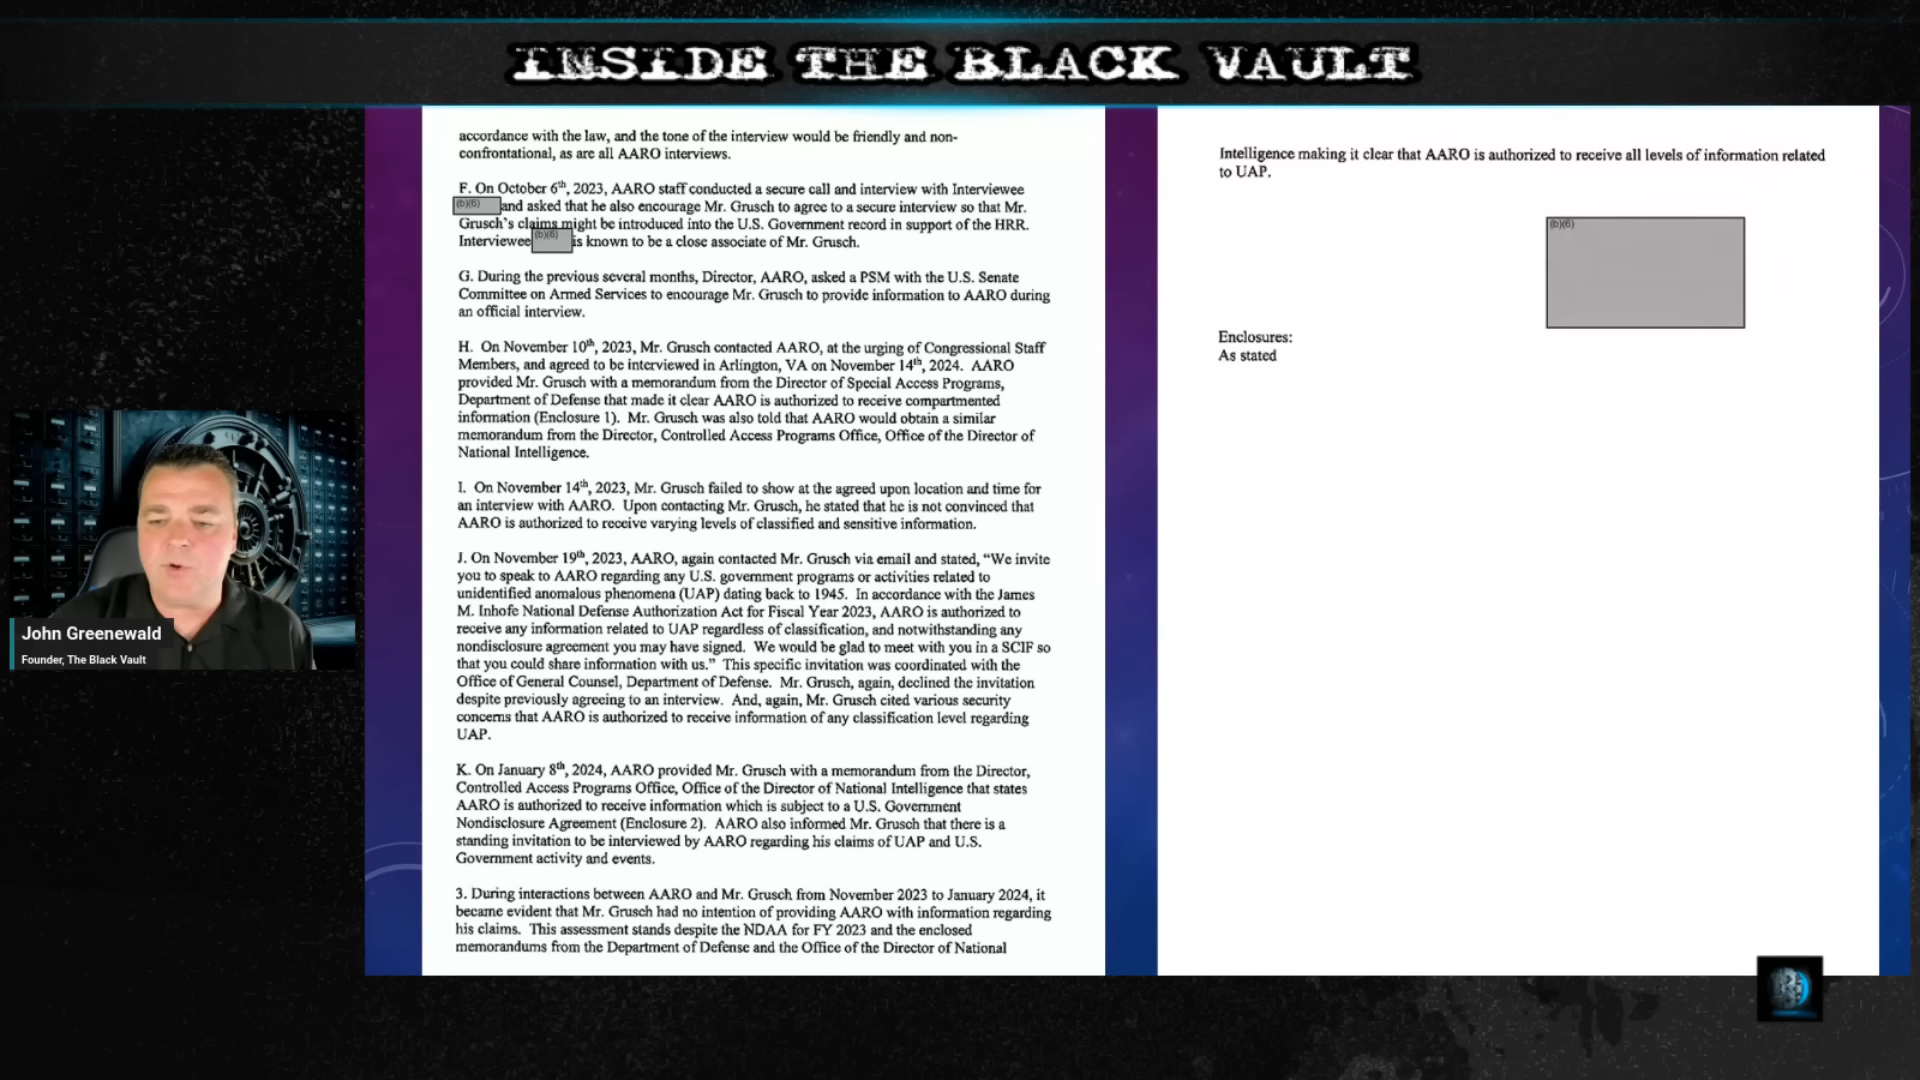 INSIDE THE BLACK VAULT
accordance with the law, and the tone of the interview would be friendly and non-
confrontational, as are all AARO interviews.
F. On October 6th, 2023, AARO staff conducted a secure call and interview with Interviewee
(b)(6) and asked that he also encourage Mr. Grusch to agree to a secure interview so that Mr.
Grusch's claims might be introduced into the U.S. Government record in support of the HRR.
Interviewee (b)(6) is known to be a close associate of Mr. Grusch.
G. During the previous several months, Director, AARO, asked a PSM with the U.S. Senate
Committee on Armed Services to encourage Mr. Grusch to provide information to AARO during
an official interview.
H. On November 10th, 2023, Mr. Grusch contacted AARO, at the urging of Congressional Staff
Members, and agreed to be interviewed in Arlington, VA on November 14th, 2024. AARO
provided Mr. Grusch with a memorandum from the Director of Special Access Programs,
Department of Defense that made it clear AARO is authorized to receive compartmented
information (Enclosure 1). Mr. Grusch was also told that AARO would obtain a similar
memorandum from the Director, Controlled Access Programs Office, Office of the Director of
National Intelligence.
I. On November 14th, 2023, Mr. Grusch failed to show at the agreed upon location and time for
an interview with AARO. Upon contacting Mr. Grusch, he stated that he is not convinced that
AARO is authorized to receive varying levels of classified and sensitive information.
J. On November 19th, 2023, AARO, again contacted Mr. Grusch via email and stated, “We invite
you to speak to AARO regarding any U.S. government programs or activities related to
unidentified anomalous phenomena (UAP) dating back to 1945. In accordance with the James
M. Inhofe National Defense Authorization Act for Fiscal Year 2023, AARO is authorized to
receive any information related to UAP regardless of classification, and notwithstanding any
nondisclosure agreement you may have signed. We would be glad to meet with you in a SCIF so
that you could share information with us.” This specific invitation was coordinated with the
Office of General Counsel, Department of Defense. Mr. Grusch, again, declined the invitation
despite previously agreeing to an interview. And, again, Mr. Grusch cited various security
concerns that AARO is authorized to receive information of any classification level regarding
UAP.
K. On January 8th, 2024, AARO provided Mr. Grusch with a memorandum from the Director,
Controlled Access Programs Office, Office of the Director of National Intelligence that states
AARO is authorized to receive information which is subject to a U.S. Government
Nondisclosure Agreement (Enclosure 2). AARO also informed Mr. Grusch that there is a
standing invitation to be interviewed by AARO regarding his claims of UAP and U.S.
Government activity and events.
3. During interactions between AARO and Mr. Grusch from November 2023 to January 2024, it
became evident that Mr. Grusch had no intention of providing AARO with information regarding
his claims. This assessment stands despite the NDAA for FY 2023 and the enclosed
memorandums from the Department of Defense and the Office of the Director of National
Intelligence making it clear that AARO is authorized to receive all levels of information related
to UAP.
(b)(6)
Enclosures:
As stated
John Greenewald
Founder, The Black Vault